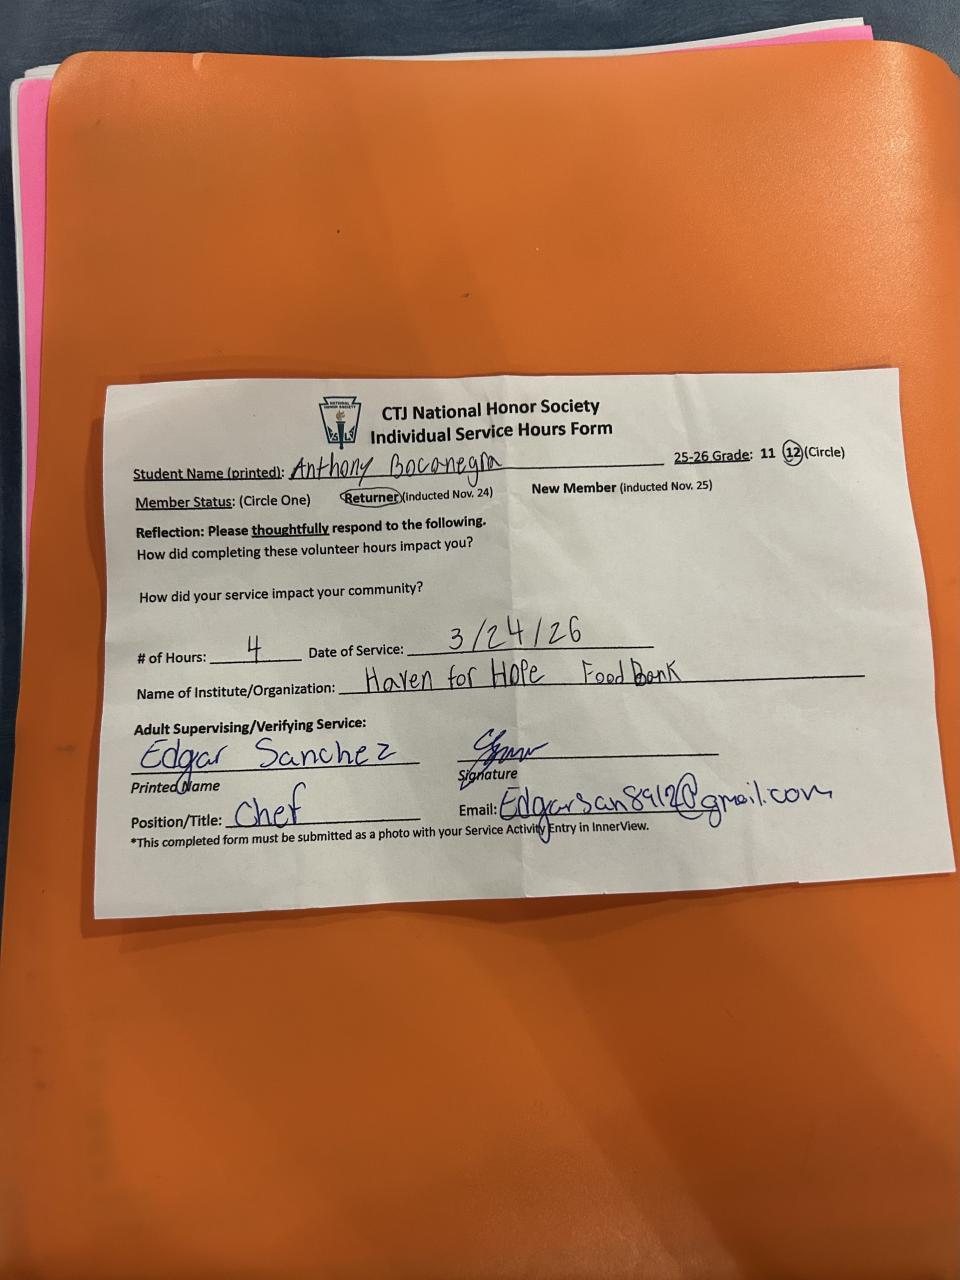 NATIONAL
HONOR SOCIETY
CTJ National Honor Society
Individual Service Hours Form
Student Name (printed): Anthony Bocanegra 25-26 Grade: 11 12 (Circle)
Member Status: (Circle One) Returner (inducted Nov. 24) New Member (inducted Nov. 25)
Reflection: Please thoughtfully respond to the following.
How did completing these volunteer hours impact you?
How did your service impact your community?
# of Hours: 4 Date of Service: 3/24/26
Name of Institute/Organization: Haven for Hope Food Bank
Adult Supervising/Verifying Service:
Edgar Sanchez
Printed Name Signature
Position/Title: Chef Email: Edgarsan8912@gmail.com
*This completed form must be submitted as a photo with your Service Activity Entry in InnerView.